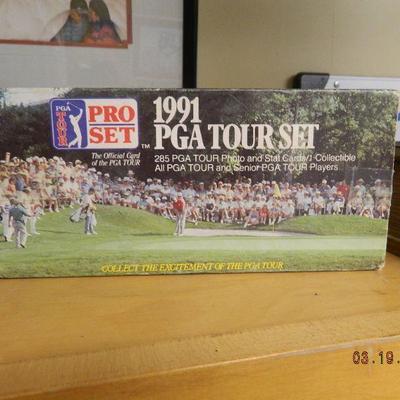 PGA TOUR
PRO SET
The Official Card
of the PGA TOUR
TM
1991
PGA TOUR SET
285 PGA TOUR Photo and Stat Cards/1 Collectible
All PGA TOUR and Senior PGA TOUR Players
COLLECT THE EXCITEMENT OF THE PGA TOUR
03.19.